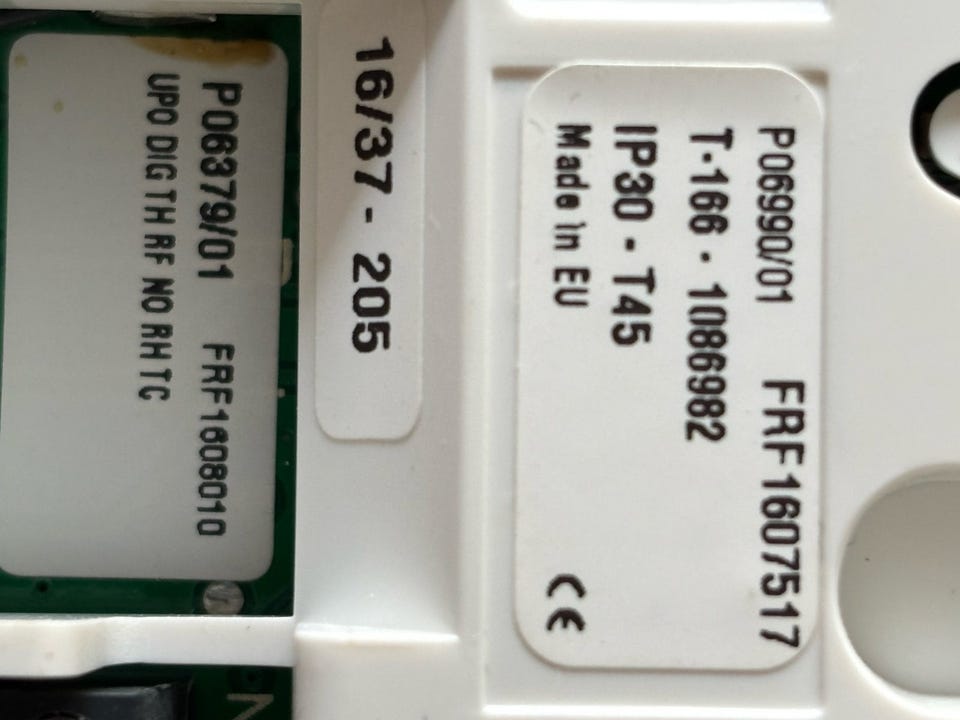 P06379/01 FRF1608010
UPO DIG TH RF NO RH TC
16/37 - 205
P06990/01 FRF1607517
T-166 - 1086982
IP30 - T45
Made in EU
CE